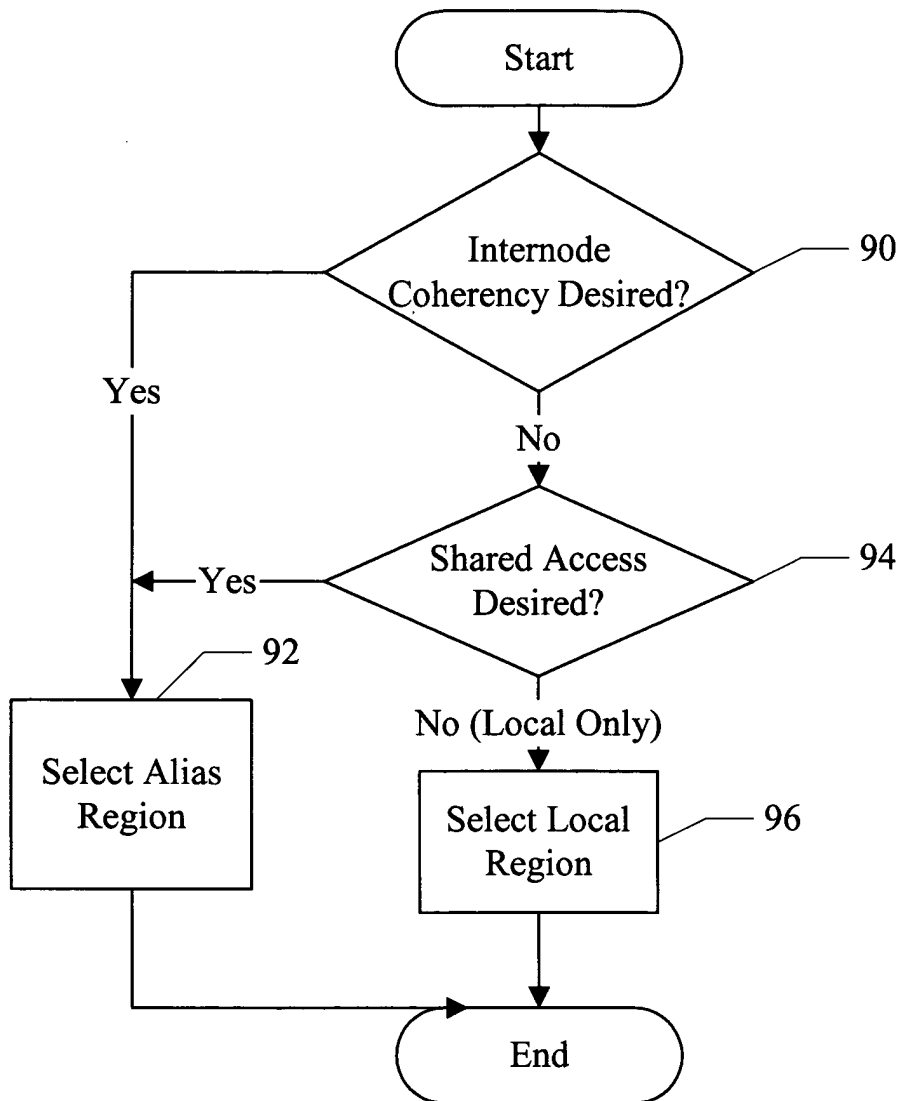 Start
Internode
Coherency Desired?
90
Yes
No
Shared Access
Desired?
94
Yes
92
No (Local Only)
Select Alias
Region
Select Local
Region
96
End